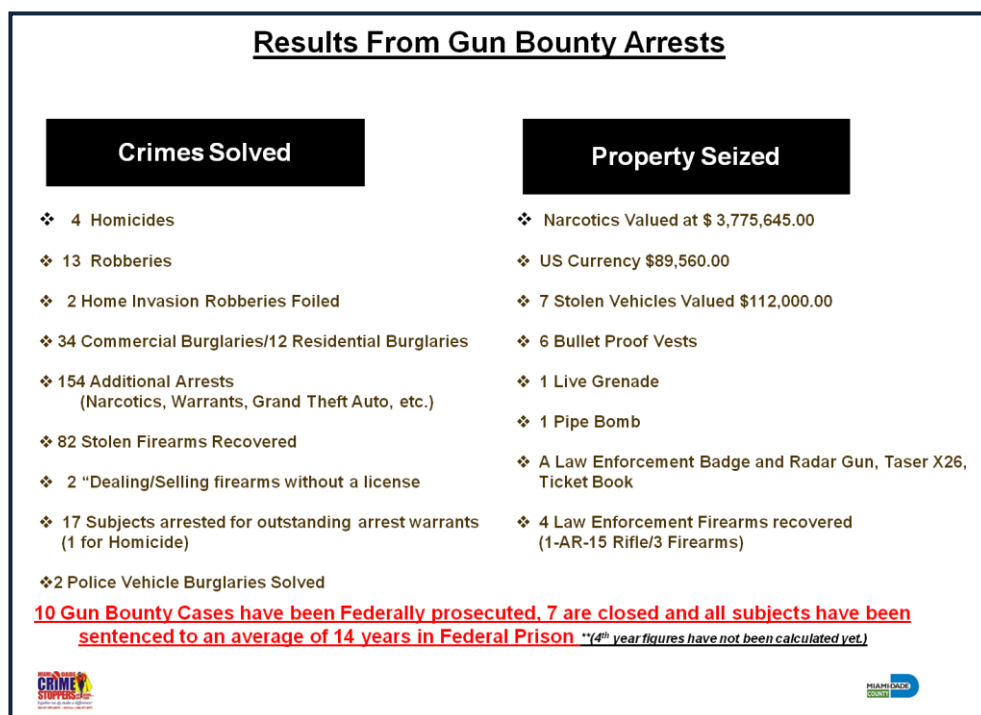 Results From Gun Bounty Arrests
Crimes Solved
❖ 4 Homicides
❖ 13 Robberies
❖ 2 Home Invasion Robberies Foiled
❖ 34 Commercial Burglaries/12 Residential Burglaries
❖ 154 Additional Arrests
(Narcotics, Warrants, Grand Theft Auto, etc.)
❖ 82 Stolen Firearms Recovered
❖ 2 “Dealing/Selling firearms without a license
❖ 17 Subjects arrested for outstanding arrest warrants
(1 for Homicide)
❖2 Police Vehicle Burglaries Solved
Property Seized
❖ Narcotics Valued at $ 3,775,645.00
❖ US Currency $89,560.00
❖ 7 Stolen Vehicles Valued $112,000.00
❖ 6 Bullet Proof Vests
❖ 1 Live Grenade
❖ 1 Pipe Bomb
❖ A Law Enforcement Badge and Radar Gun, Taser X26,
Ticket Book
❖ 4 Law Enforcement Firearms recovered
(1-AR-15 Rifle/3 Firearms)
10 Gun Bounty Cases have been Federally prosecuted, 7 are closed and all subjects have been
sentenced to an average of 14 years in Federal Prison **(4th year figures have not been calculated yet.)
MIAMI DADE
CRIME
STOPPERS
Together we do make a difference!
MIAMI-DADE
COUNTY